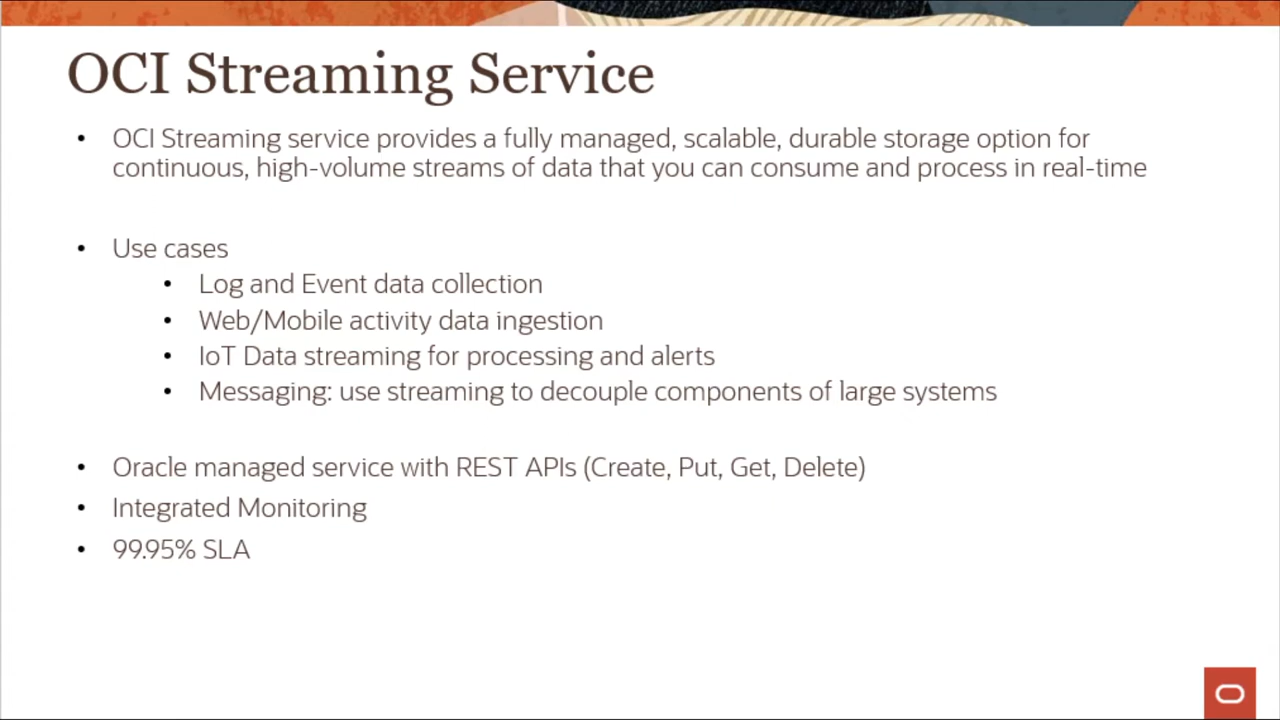 OCI Streaming Service
• OCI Streaming service provides a fully managed, scalable, durable storage option for
continuous, high-volume streams of data that you can consume and process in real-time
• Use cases
• Log and Event data collection
• Web/Mobile activity data ingestion
• IoT Data streaming for processing and alerts
• Messaging: use streaming to decouple components of large systems
• Oracle managed service with REST APIs (Create, Put, Get, Delete)
• Integrated Monitoring
• 99.95% SLA